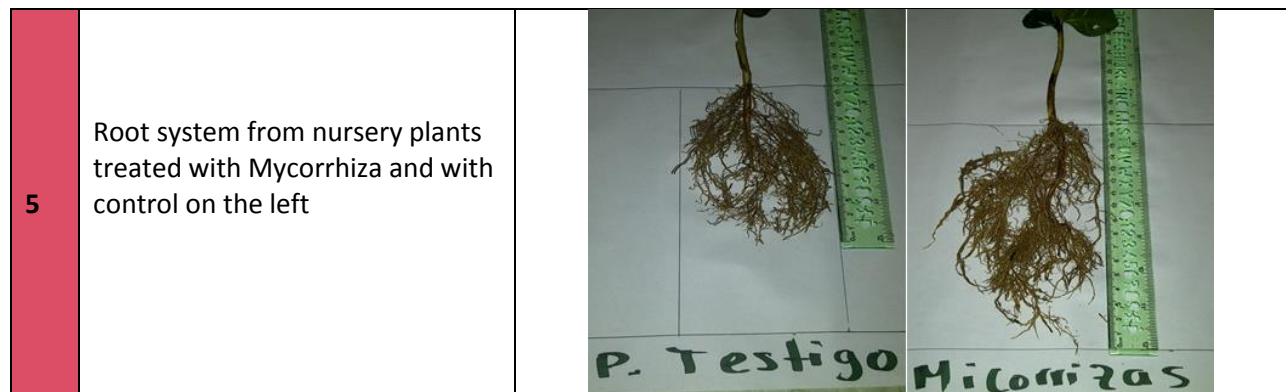 5
Root system from nursery plants
treated with Mycorrhiza and with
control on the left
P. Testigo
Micorrizas